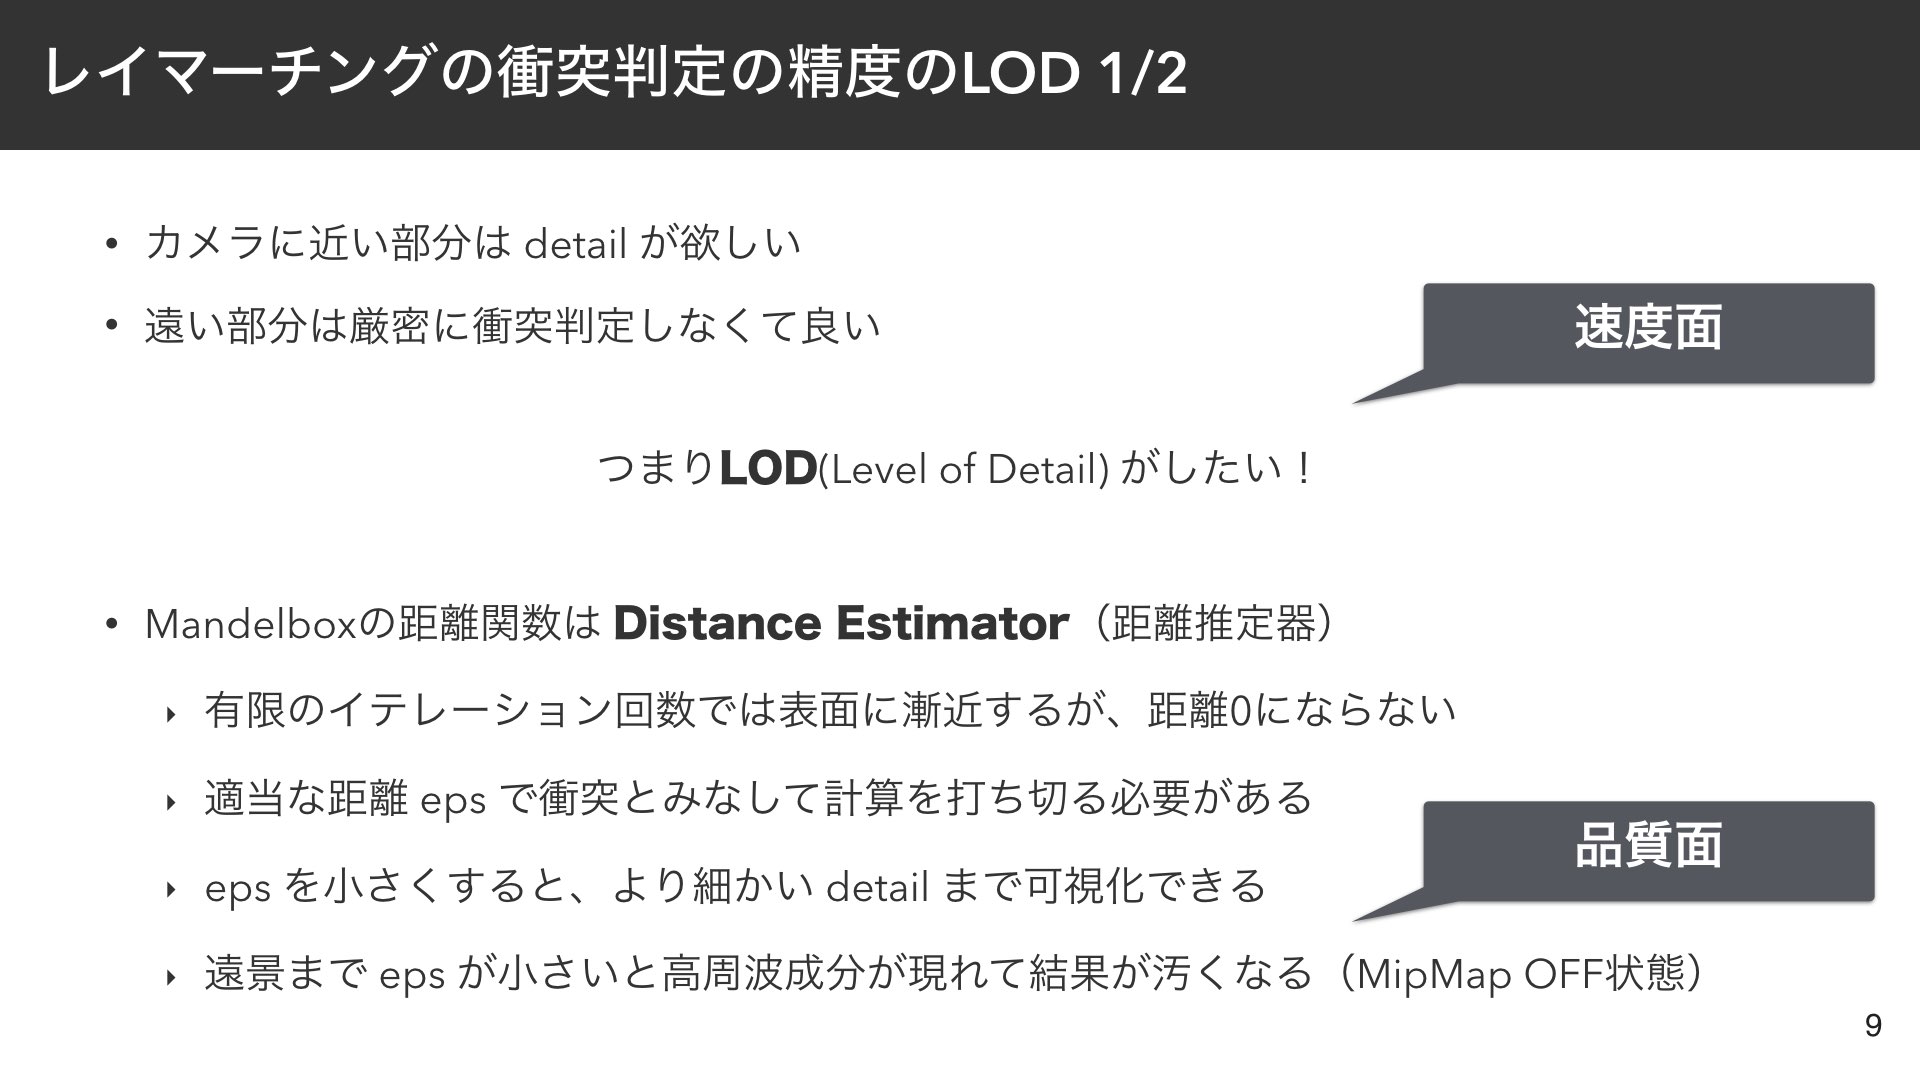 レイマーチングの衝突判定の精度のLOD 1/2
• カメラに近い部分は detail が欲しい
• 遠い部分は厳密に衝突判定しなくて良い
速度面
つまりLOD(Level of Detail) がしたい！
• Mandelboxの距離関数は Distance Estimator（距離推定器）
‣ 有限のイテレーション回数では表面に漸近するが、距離0にならない
‣ 適当な距離 eps で衝突とみなして計算を打ち切る必要がある
品質面
‣ eps を小さくすると、より細かい detail まで可視化できる
‣ 遠景まで eps が小さいと高周波成分が現れて結果が汚くなる（MipMap OFF状態）
9